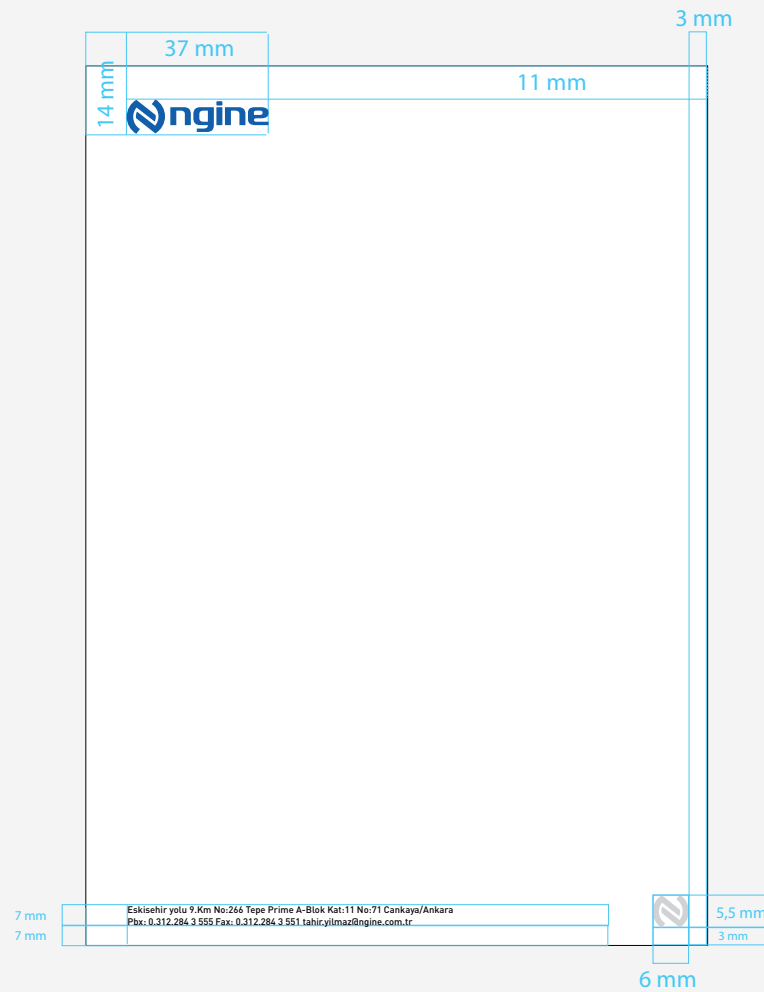 3 mm
37 mm
11 mm
14 mm
ngine
Eskisehir yolu 9.Km No:266 Tepe Prime A-Blok Kat:11 No:71 Cankaya/Ankara
Pbx: 0.312.284 3 555 Fax: 0.312.284 3 551 tahir.yilmaz@ngine.com.tr
7 mm
7 mm
5,5 mm
3 mm
6 mm